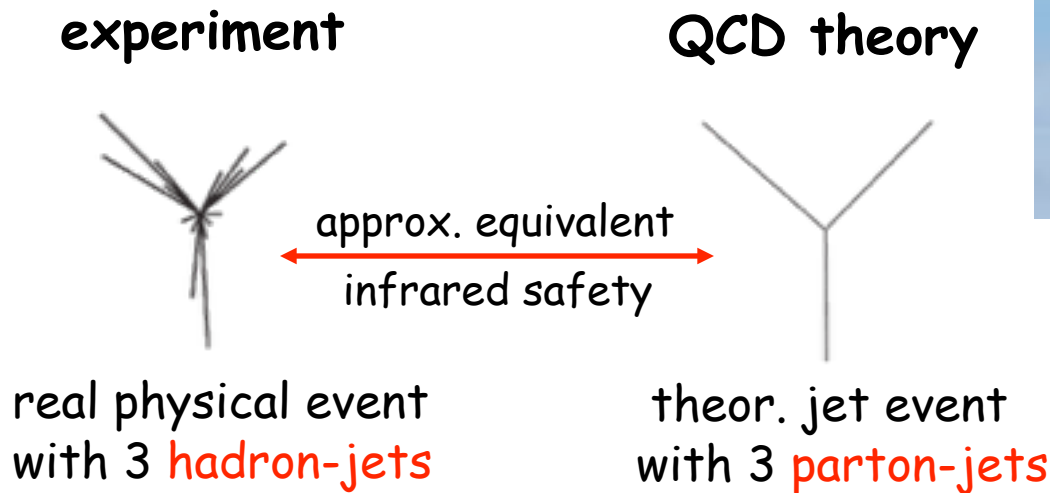 experiment
QCD theory
approx. equivalent
infrared safety
real physical event
with 3 hadron-jets
theor. jet event
with 3 parton-jets